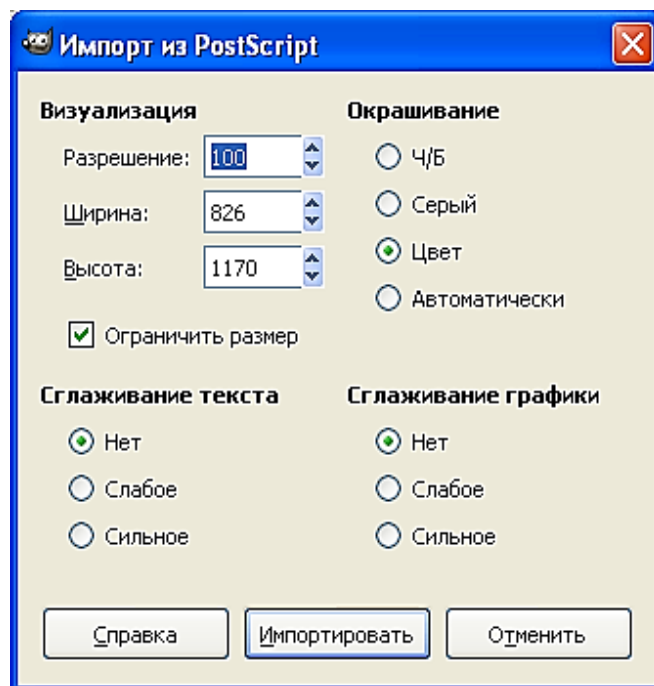 Импорт из PostScript
Визуализация
Разрешение: 100
Ширина: 826
Высота: 1170
Ограничить размер
Окрашивание
Ч/Б
Серый
Цвет
Автоматически
Сглаживание текста
Нет
Слабое
Сильное
Сглаживание графики
Нет
Слабое
Сильное
Справка
Импортировать
Отменить